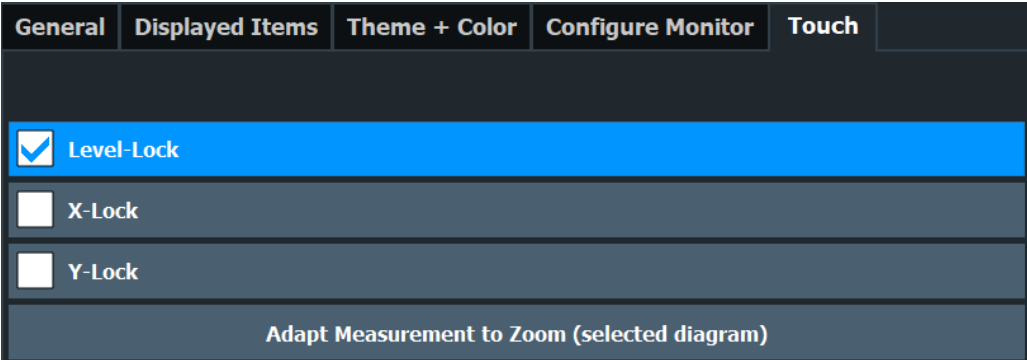 General Displayed Items Theme + Color Configure Monitor Touch
Level-Lock
X-Lock
Y-Lock
Adapt Measurement to Zoom (selected diagram)